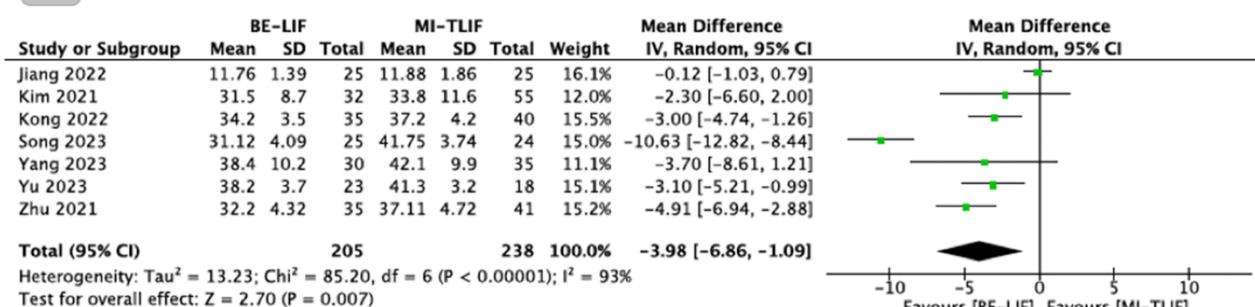 BE-LIF MI-TLIF Mean Difference Mean Difference
Study or Subgroup Mean SD Total Mean SD Total Weight IV, Random, 95% CI IV, Random, 95% CI
Jiang 2022 11.76 1.39 25 11.88 1.86 25 16.1% -0.12 [-1.03, 0.79]
Kim 2021 31.5 8.7 32 33.8 11.6 55 12.0% -2.30 [-6.60, 2.00]
Kong 2022 34.2 3.5 35 37.2 4.2 40 15.5% -3.00 [-4.74, -1.26]
Song 2023 31.12 4.09 25 41.75 3.74 24 15.0% -10.63 [-12.82, -8.44]
Yang 2023 38.4 10.2 30 42.1 9.9 35 11.1% -3.70 [-8.61, 1.21]
Yu 2023 38.2 3.7 23 41.3 3.2 18 15.1% -3.10 [-5.21, -0.99]
Zhu 2021 32.2 4.32 35 37.11 4.72 41 15.2% -4.91 [-6.94, -2.88]
Total (95% CI) 205 238 100.0% -3.98 [-6.86, -1.09]
Heterogeneity: Tau² = 13.23; Chi² = 85.20, df = 6 (P < 0.00001); I² = 93%
Test for overall effect: Z = 2.70 (P = 0.007)
-10 -5 0 5 10
Favours [BE-LIF] Favours [MI-TLIF]